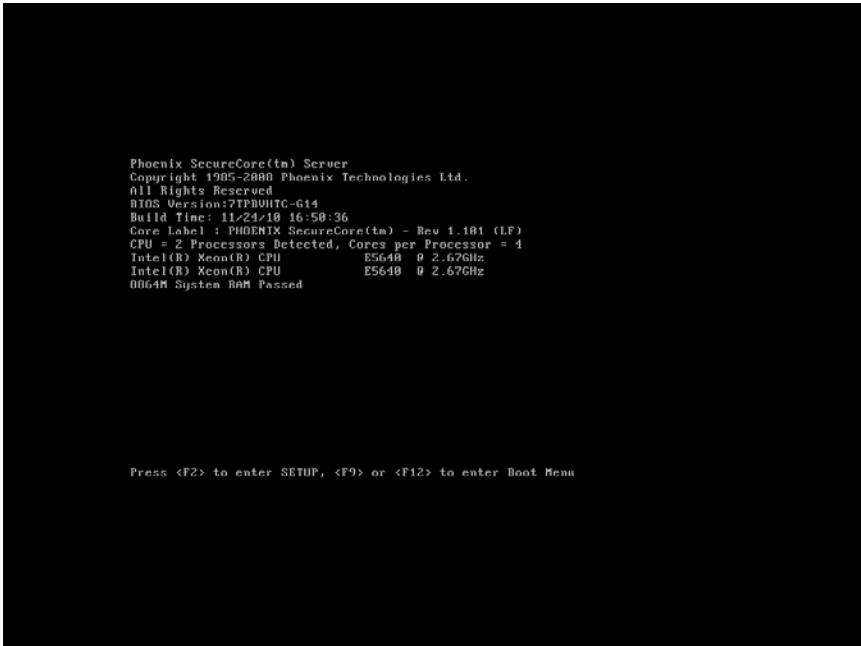 Phoenix SecureCore(tm) Server
Copyright 1985-2008 Phoenix Technologies Ltd.
All Rights Reserved
BIOS Version:7TPBVHTC-G14
Build Time: 11/24/10 16:50:36
Core Label : PHOENIX SecureCore(tm) - Rev 1.101 (LF)
CPU = 2 Processors Detected, Cores per Processor = 4
Intel(R) Xeon(R) CPU E5640 @ 2.67GHz
Intel(R) Xeon(R) CPU E5640 @ 2.67GHz
8064M System RAM Passed
Press <F2> to enter SETUP, <F9> or <F12> to enter Boot Menu